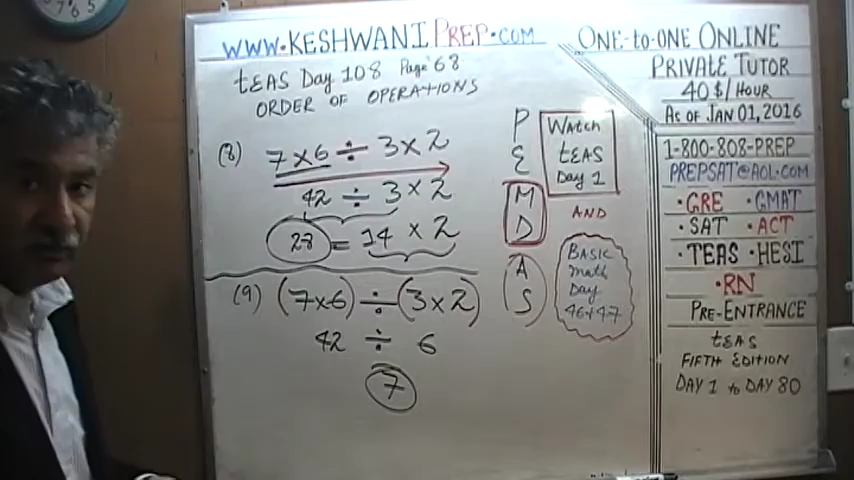 WWW.KESHWANIPREP.COM
TEAS Day 108 Page 68
ORDER OF OPERATIONS
(8) 7×6 ÷ 3×2
42 ÷ 3×2
28 = 14 × 2
(9) (7×6) ÷ (3×2)
42 ÷ 6
7
P
E
M
D
A
S
WATCH
TEAS
Day 1
AND
BASIC
Math
Day
46+47
ONE-TO-ONE ONLINE
PRIVATE TUTOR
40 $/HOUR
AS OF JAN 01, 2016
1-800-808-PREP
PREPSAT@AOL.COM
• GRE • GMAT
• SAT • ACT
• TEAS • HESI
• RN
PRE-ENTRANCE
TEAS
FIFTH EDITION
DAY 1 to DAY 80
7 6 5